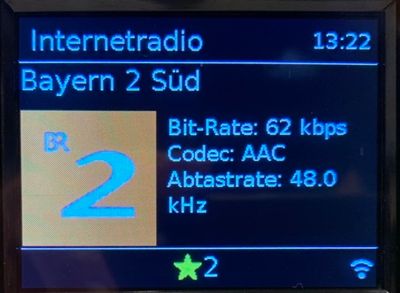 Internetradio 13:22
Bayern 2 Süd
BR
2
Bit-Rate: 62 kbps
Codec: AAC
Abtastrate: 48.0
kHz
2